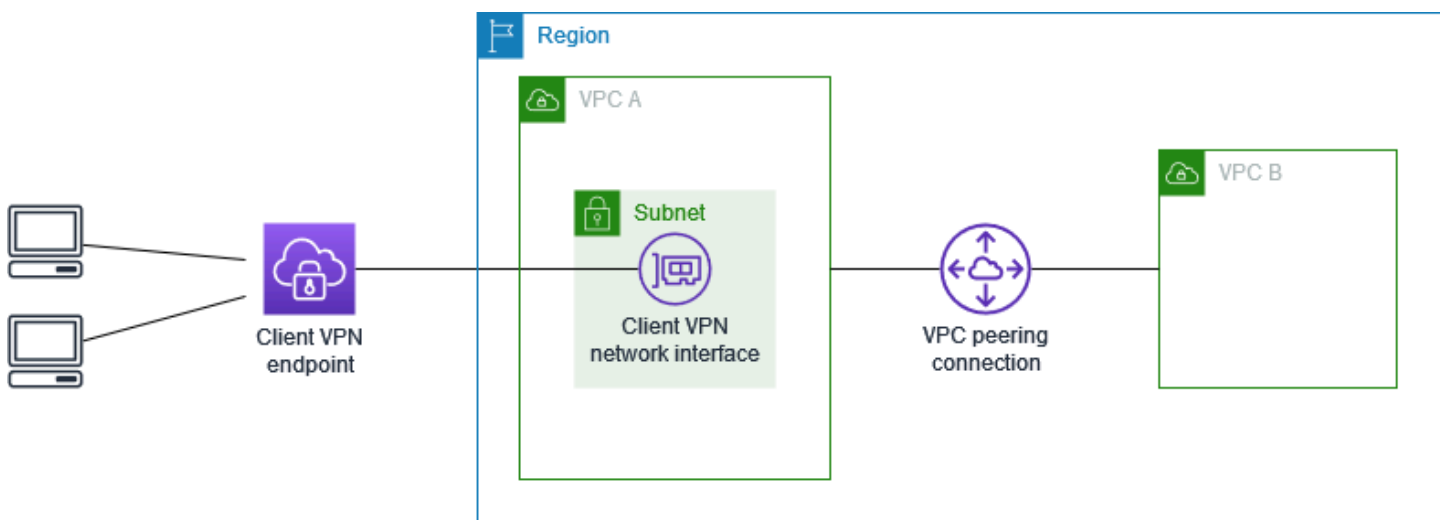 Region
VPC A
VPC B
Subnet
Client VPN
endpoint
Client VPN
network interface
VPC peering
connection